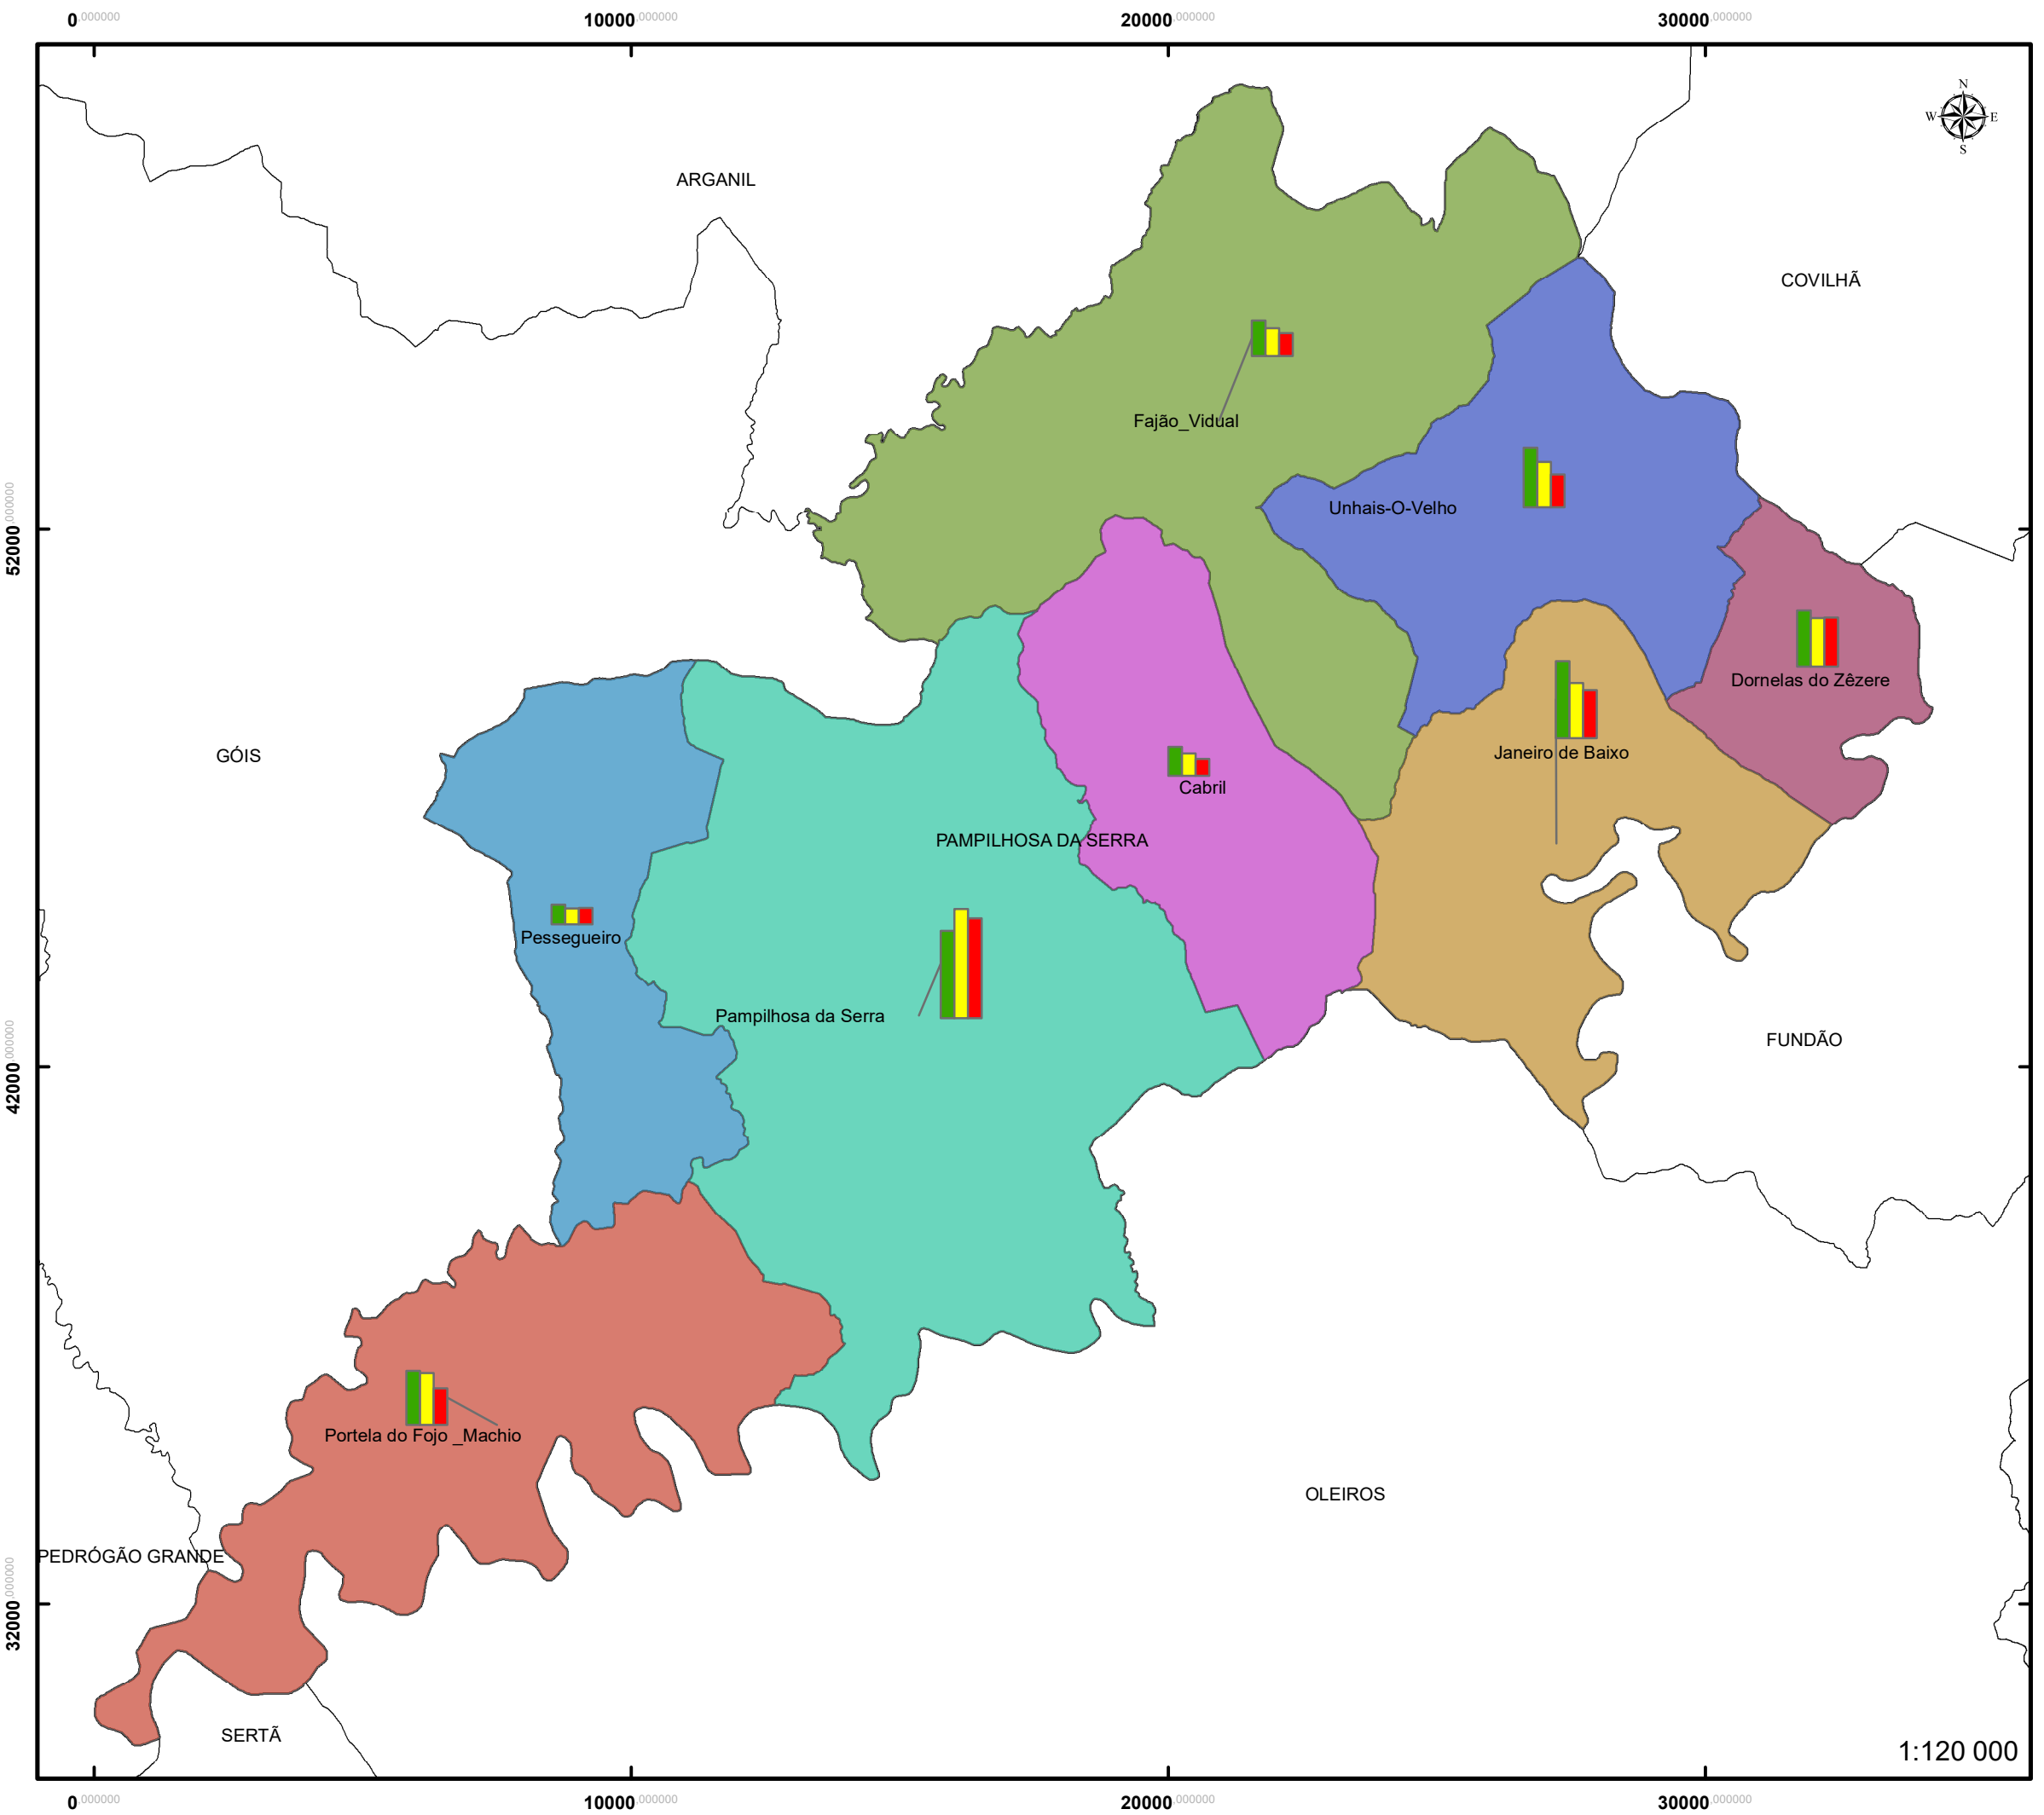 0,000000 10000,000000 20000,000000 30000,000000
N
W E
S
ARGANIL
COVILHÃ
Fajão_Vidual
Unhais-O-Velho
52000,000000
Dornelas do Zêzere
GÓIS
Janeiro de Baixo
Cabril
PAMPILHOSA DA SERRA
Pessegueiro
Pampilhosa da Serra
FUNDÃO
42000,000000
Portela do Fojo _Machio
OLEIROS
PEDRÓGÃO GRANDE
32000,000000
SERTÃ
1:120 000
0,000000 10000,000000 20000,000000 30000,000000